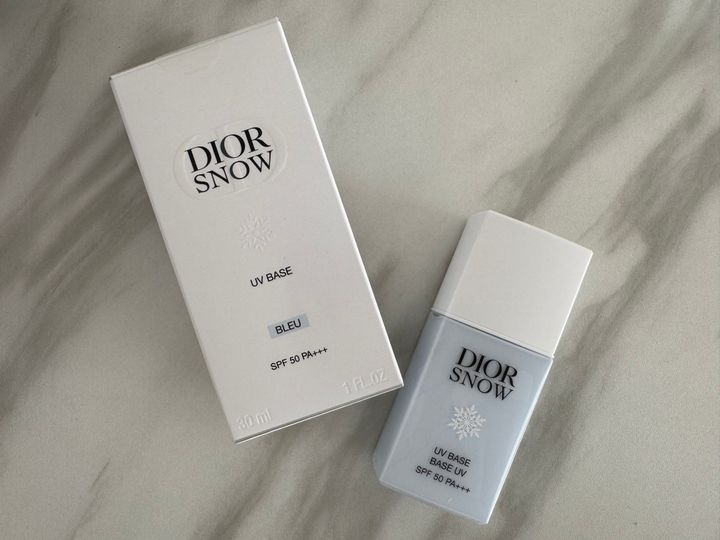 DIOR
SNOW
UV BASE
BLEU
SPF 50 PA+++
30 ml
1 FL.OZ
DIOR
SNOW
UV BASE
BASE UV
SPF 50 PA+++